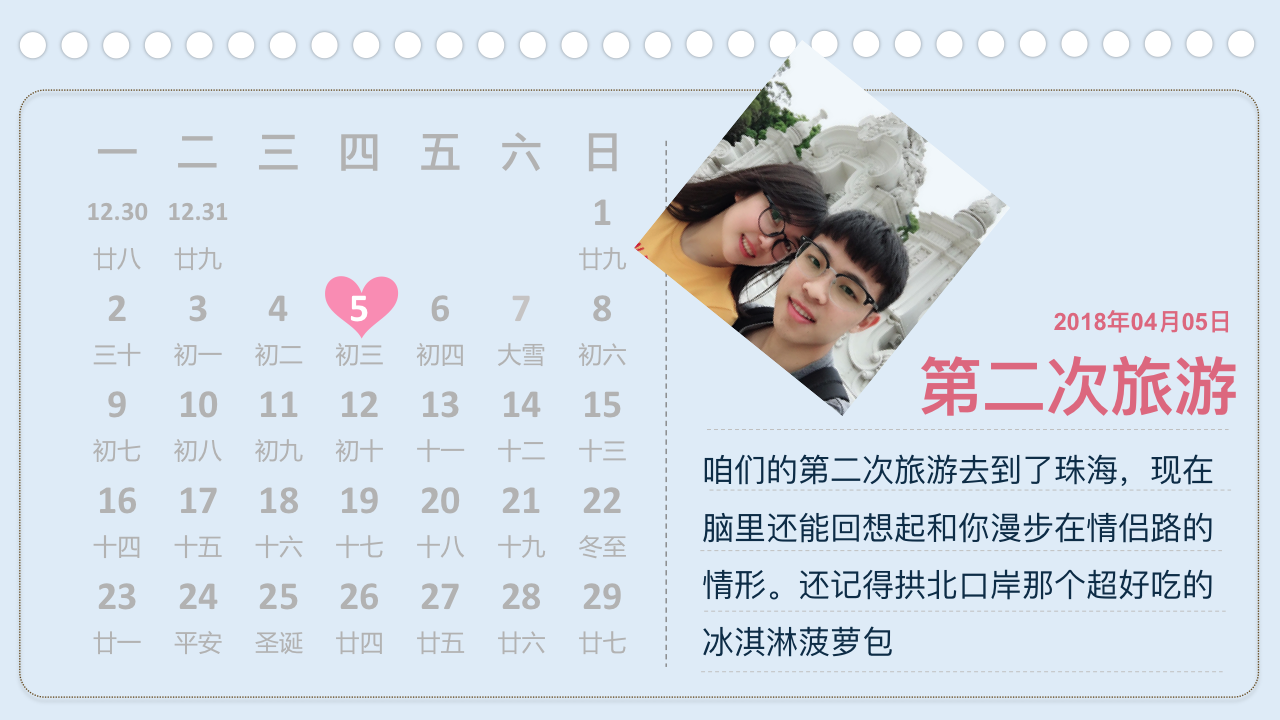 一 二 三 四 五 六 日
12.30 12.31 1
廿八 廿九 廿九
2 3 4 5 6 7 8
三十 初一 初二 初三 初四 大雪 初六
9 10 11 12 13 14 15
初七 初八 初九 初十 十一 十二 十三
16 17 18 19 20 21 22
十四 十五 十六 十七 十八 十九 冬至
23 24 25 26 27 28 29
廿一 平安 圣诞 廿四 廿五 廿六 廿七
2018年04月05日
第二次旅游
咱们的第二次旅游去到了珠海，现在
脑里还能回想起和你漫步在情侣路的
情形。还记得拱北口岸那个超好吃的
冰淇淋菠萝包